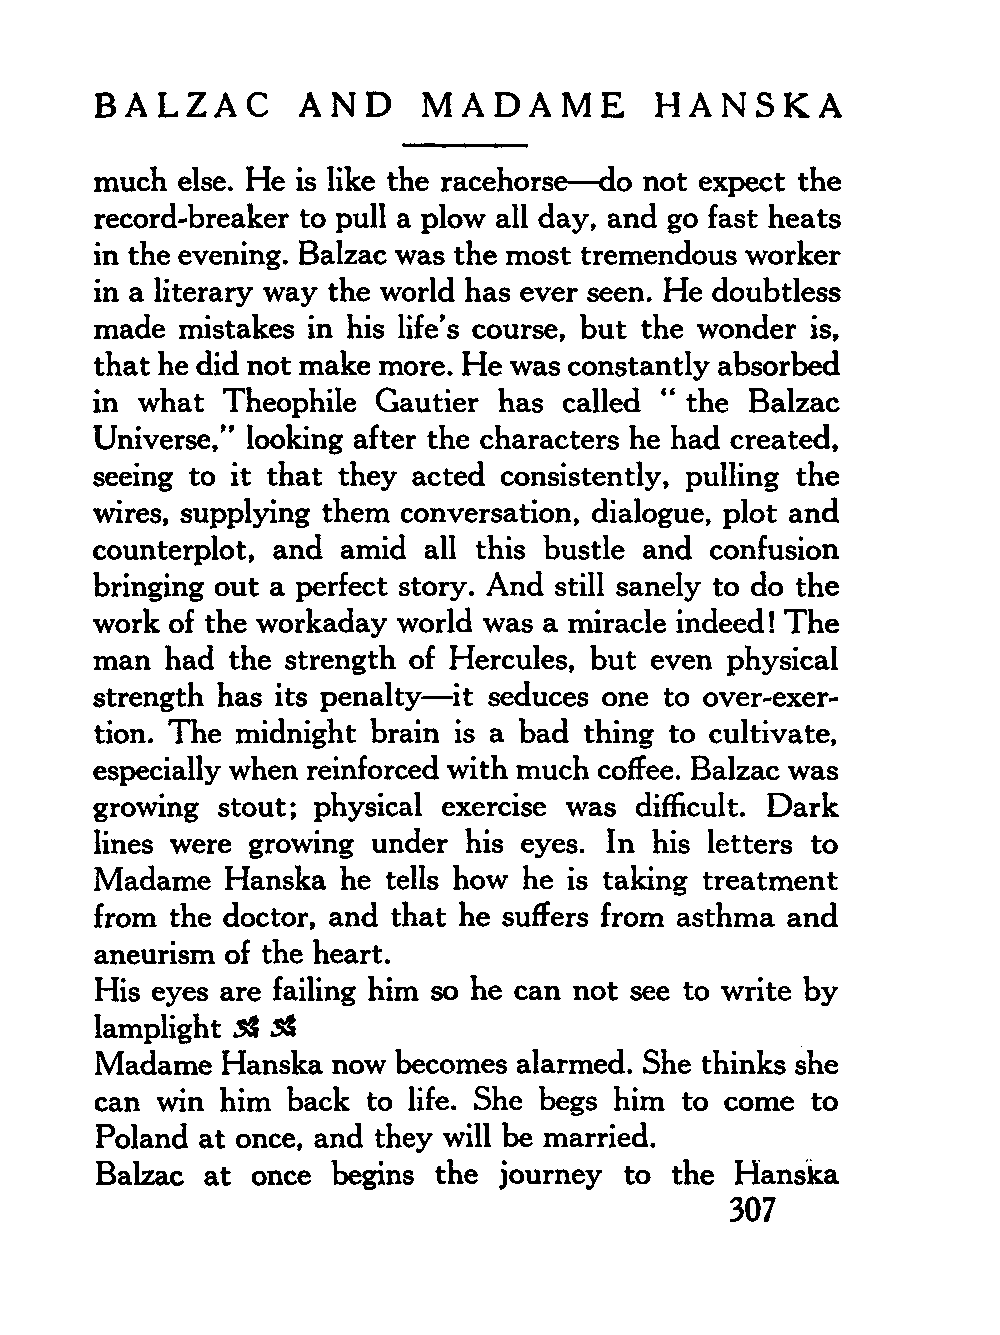 BALZAC AND MADAME HANSKA
much else. He is like the racehorse—do not expect the
record-breaker to pull a plow all day, and go fast heats
in the evening. Balzac was the most tremendous worker
in a literary way the world has ever seen. He doubtless
made mistakes in his life's course, but the wonder is,
that he did not make more. He was constantly absorbed
in what Theophile Gautier has called " the Balzac
Universe," looking after the characters he had created,
seeing to it that they acted consistently, pulling the
wires, supplying them conversation, dialogue, plot and
counterplot, and amid all this bustle and confusion
bringing out a perfect story. And still sanely to do the
work of the workaday world was a miracle indeed! The
man had the strength of Hercules, but even physical
strength has its penalty—it seduces one to over-exer-
tion. The midnight brain is a bad thing to cultivate,
especially when reinforced with much coffee. Balzac was
growing stout; physical exercise was difficult. Dark
lines were growing under his eyes. In his letters to
Madame Hanska he tells how he is taking treatment
from the doctor, and that he suffers from asthma and
aneurism of the heart.
His eyes are failing him so he can not see to write by
lamplight
Madame Hanska now becomes alarmed. She thinks she
can win him back to life. She begs him to come to
Poland at once, and they will be married.
Balzac at once begins the journey to the Hanska
307